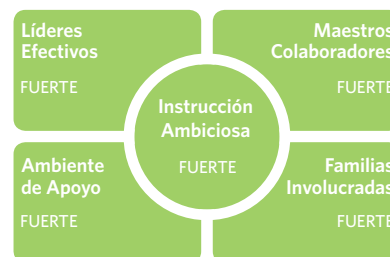 Líderes
Efectivos
FUERTE
Maestros
Colaboradores
FUERTE
Instrucción
Ambiciosa
FUERTE
Ambiente
de Apoyo
FUERTE
Familias
Involucradas
FUERTE